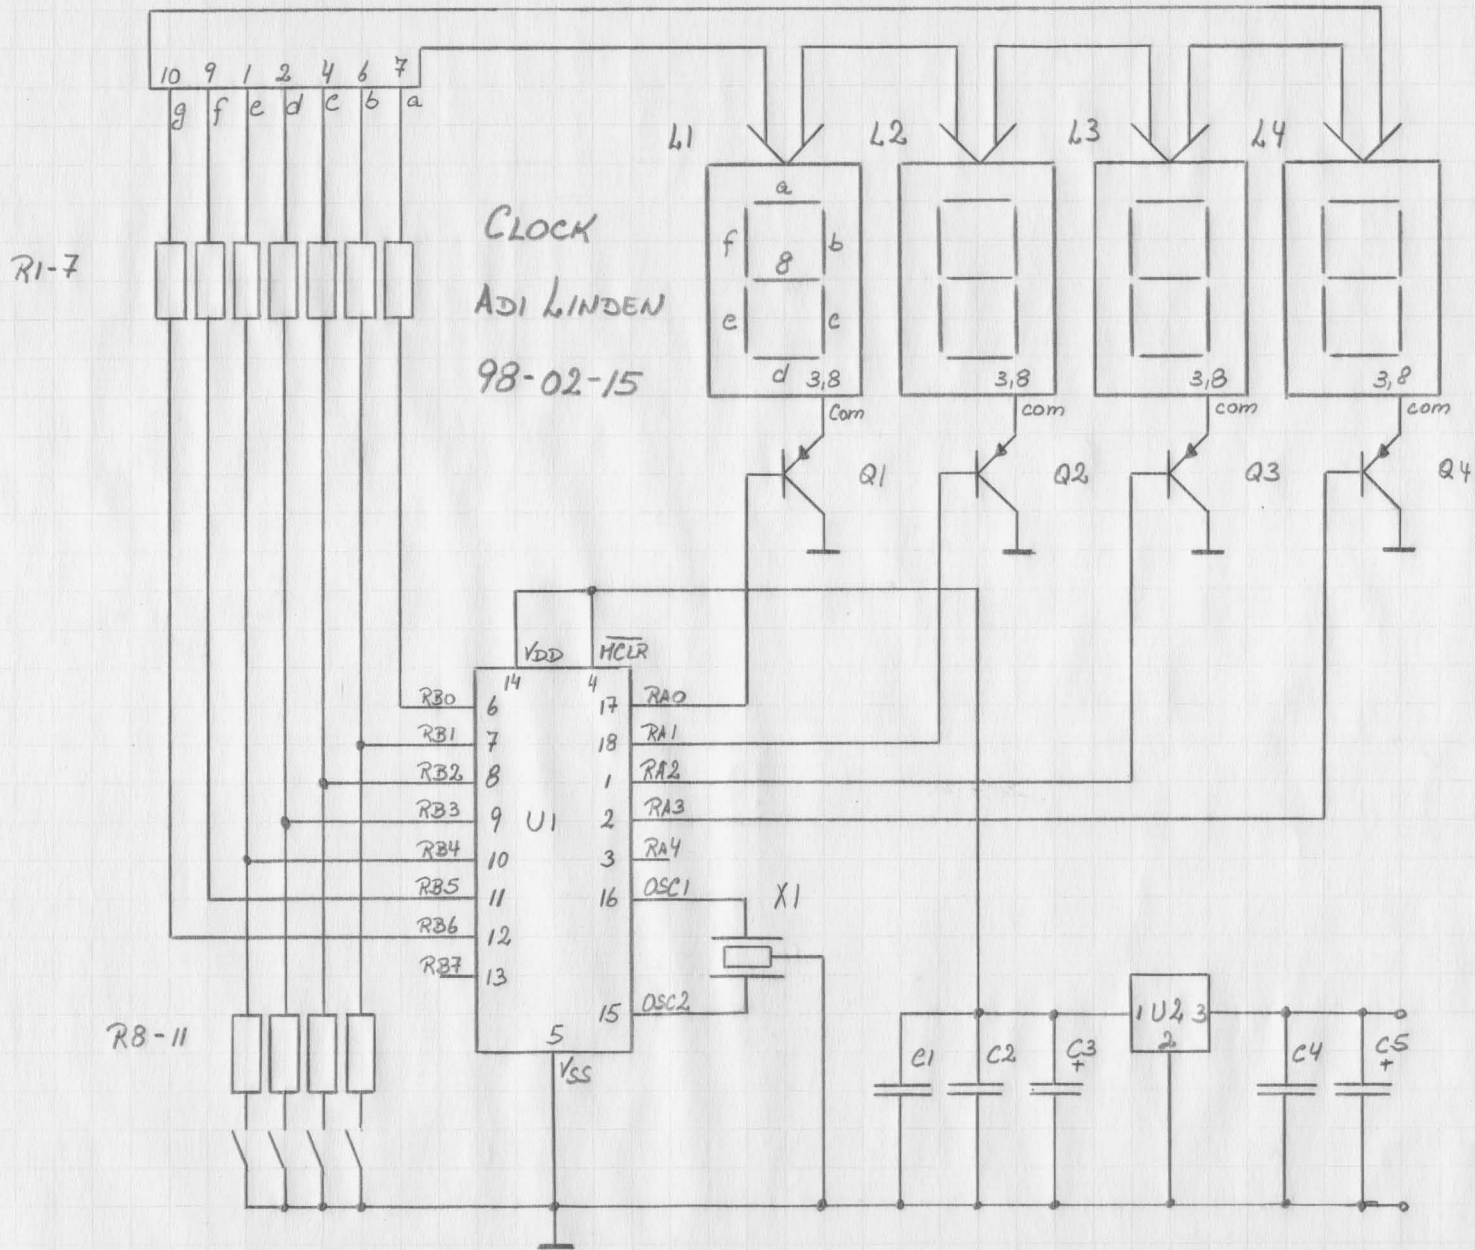 10 9 1 2 4 6 7
g f e d c b a
L1 L2 L3 L4
a
f b
8
e c
d 3,8 3,8 3,8 3,8
com com com com
R1-7
CLOCK
ADI LINDEN
98-02-15
Q1 Q2 Q3 Q4
VDD MCLR
14 4
RB0 6 17 RA0
RB1 7 18 RA1
RB2 8 1 RA2
RB3 9 U1 2 RA3
RB4 10 3 RA4
RB5 11 16 OSC1 X1
RB6 12
RB7 13
15 OSC2
5
VSS
R8-11
1 U2 3
2
C1 C2 C3 C4 C5
+ +